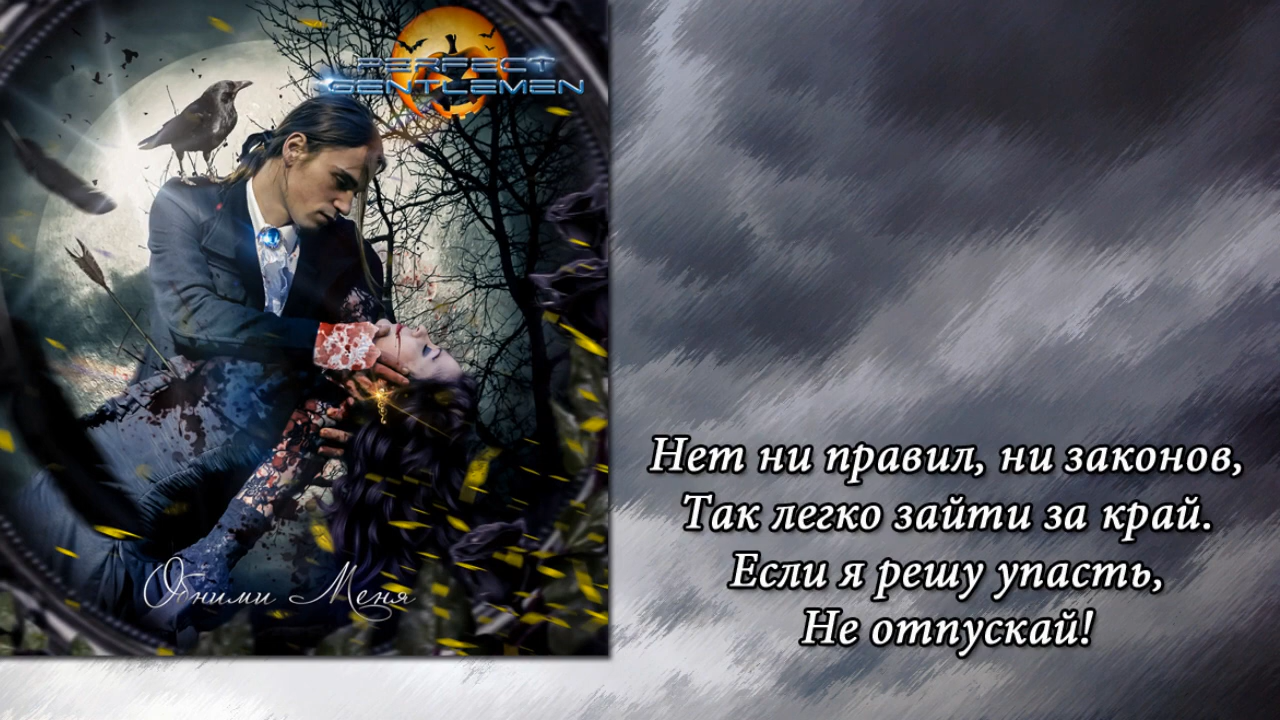 PERFECT
GENTLEMEN
Обними Меня
Нет ни правил, ни законов,
Так легко зайти за край.
Если я решу упасть,
Не отпускай!